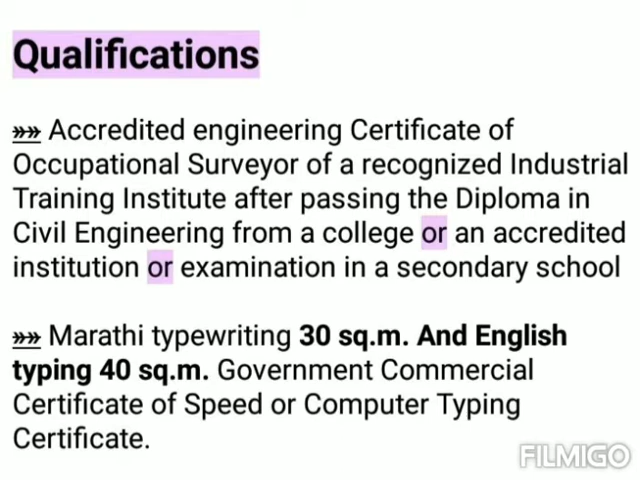 Qualifications
»» Accredited engineering Certificate of
Occupational Surveyor of a recognized Industrial
Training Institute after passing the Diploma in
Civil Engineering from a college or an accredited
institution or examination in a secondary school
»» Marathi typewriting 30 sq.m. And English
typing 40 sq.m. Government Commercial
Certificate of Speed or Computer Typing
Certificate.
FILMIGO